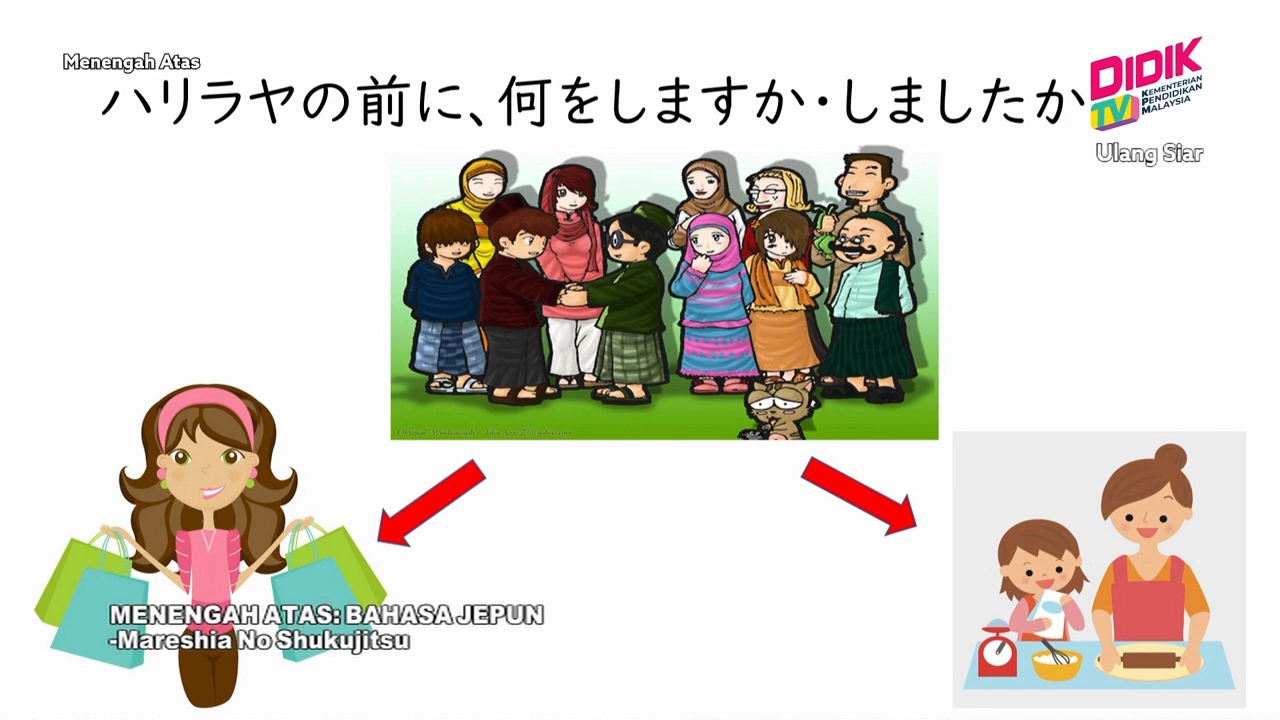 Menengah Atas
ハリラヤの前に、何をしますか・しましたか
DIDIK
TV
KEMENTERIAN
PENDIDIKAN
MALAYSIA
Ulang Siar
MENENGAH ATAS: BAHASA JEPUN
-Mareshia No Shukujitsu